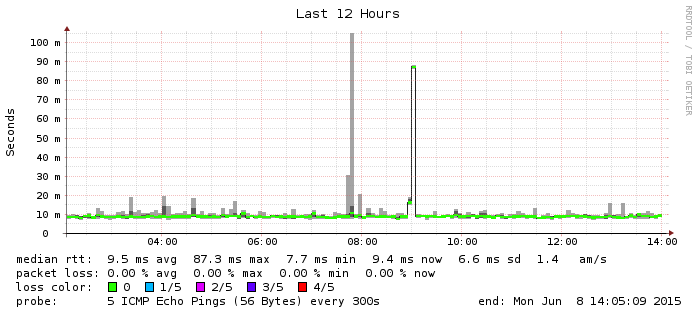 Last 12 Hours
RRDTOOL / TOBI OETIKER
Seconds
100 m
90 m
80 m
70 m
60 m
50 m
40 m
30 m
20 m
10 m
0
04:00 06:00 08:00 10:00 12:00 14:00
median rtt: 9.5 ms avg 87.3 ms max 7.7 ms min 9.4 ms now 6.6 ms sd 1.4 am/s
packet loss: 0.00 % avg 0.00 % max 0.00 % min 0.00 % now
loss color: 0 1/5 2/5 3/5 4/5
probe: 5 ICMP Echo Pings (56 Bytes) every 300s end: Mon Jun 8 14:05:09 2015